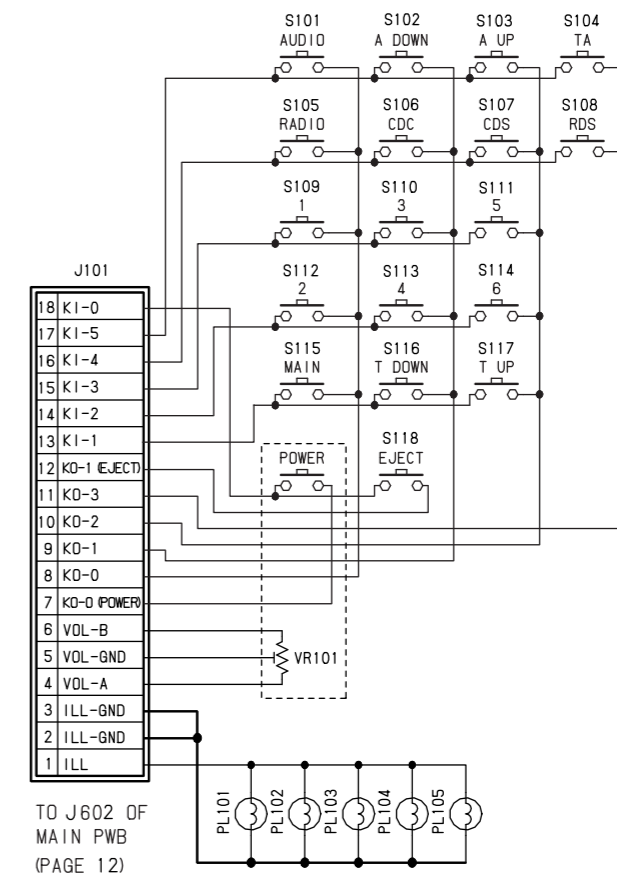 S101 S102 S103 S104
AUDIO A DOWN A UP TA
S105 S106 S107 S108
RADIO CDC CDS RDS
S109 S110 S111
1 3 5
S112 S113 S114
2 4 6
S115 S116 S117
MAIN T DOWN T UP
S118
POWER EJECT
J101
18 KI-0
17 KI-5
16 KI-4
15 KI-3
14 KI-2
13 KI-1
12 KO-1 (EJECT)
11 KO-3
10 KO-2
9 KO-1
8 KO-0
7 KO-0 (POWER)
6 VOL-B
5 VOL-GND
4 VOL-A
3 ILL-GND
2 ILL-GND
1 ILL
VR101
PL101 PL102 PL103 PL104 PL105
TO J602 OF
MAIN PWB
(PAGE 12)